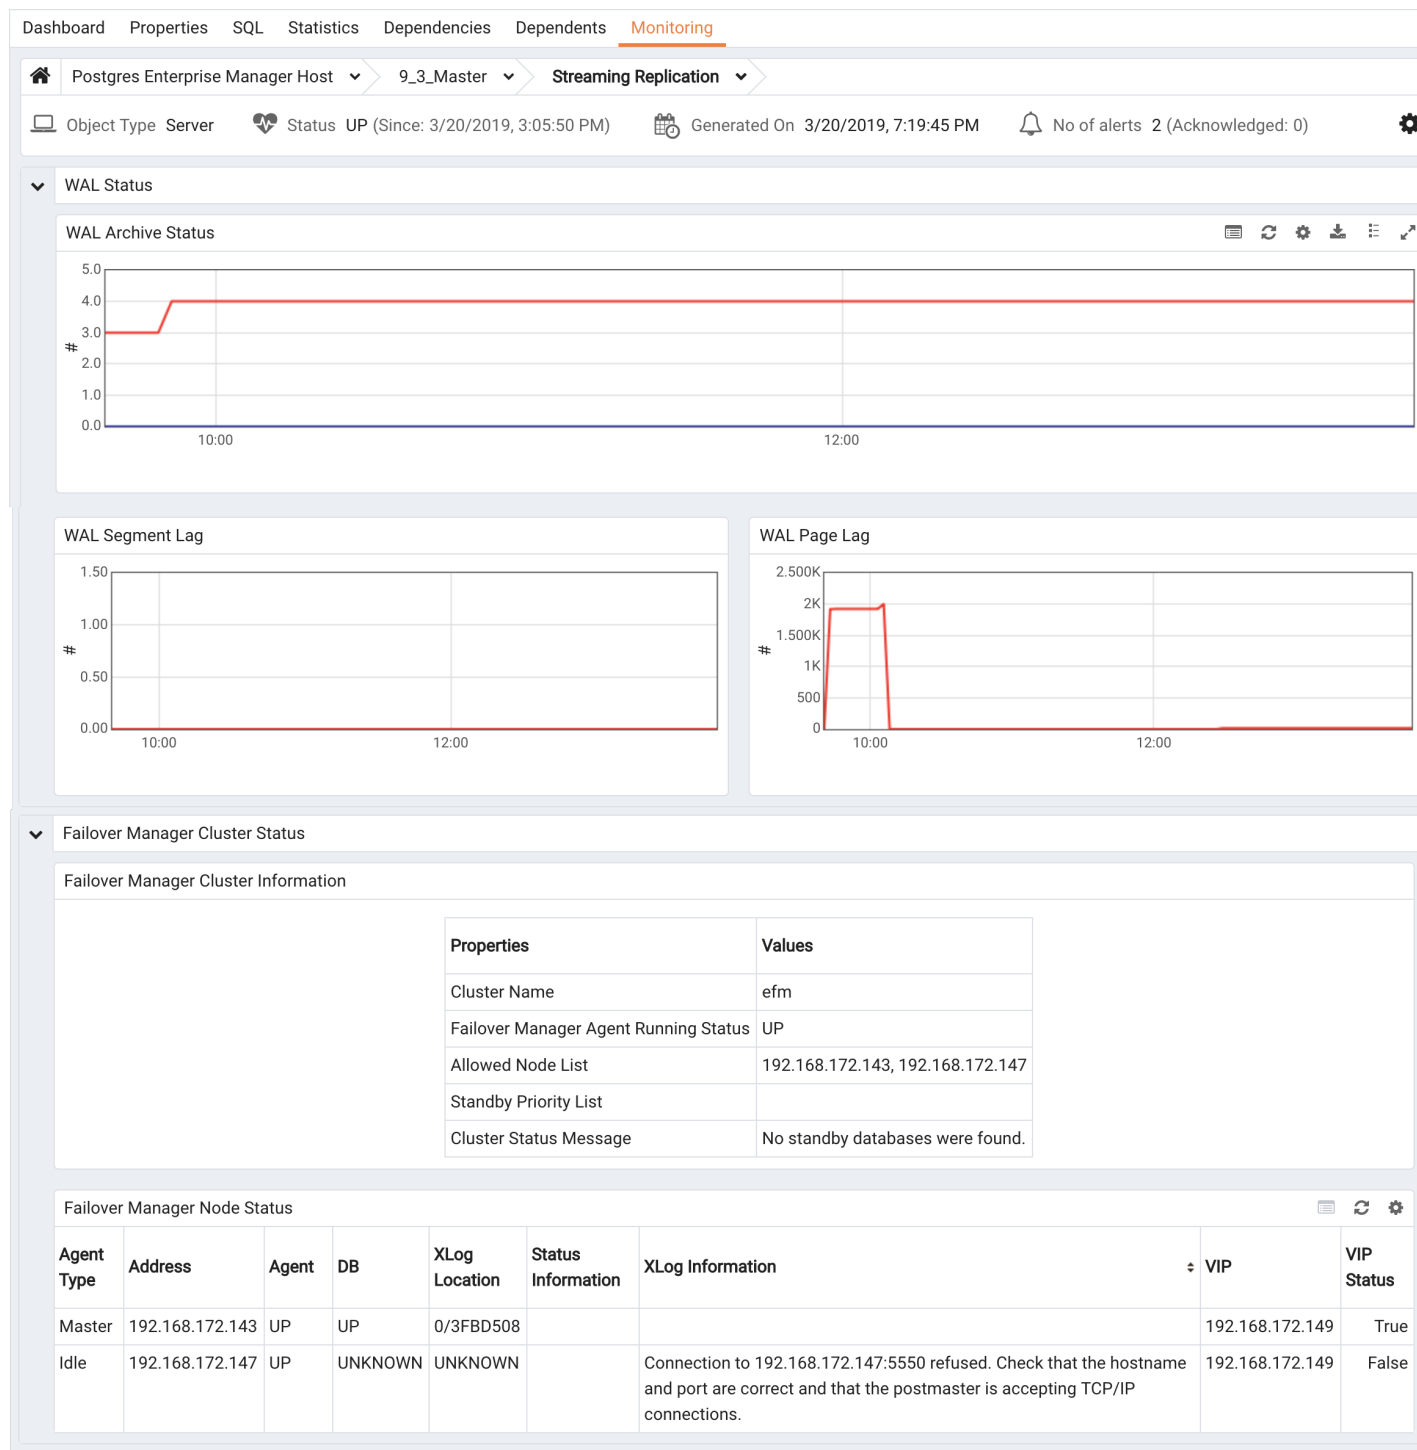 Dashboard Properties SQL Statistics Dependencies Dependents Monitoring
Postgres Enterprise Manager Host 9_3_Master Streaming Replication
Object Type Server Status UP (Since: 3/20/2019, 3:05:50 PM) Generated On 3/20/2019, 7:19:45 PM No of alerts 2 (Acknowledged: 0)
WAL Status
WAL Archive Status
5.0
4.0
3.0
#
2.0
1.0
0.0
10:00 12:00
WAL Segment Lag
1.50
1.00
#
0.50
0.00
10:00 12:00
WAL Page Lag
2.500K
2K
1.500K
#
1K
500
0
10:00 12:00
Failover Manager Cluster Status
Failover Manager Cluster Information
Properties Values
Cluster Name efm
Failover Manager Agent Running Status UP
Allowed Node List 192.168.172.143, 192.168.172.147
Standby Priority List
Cluster Status Message No standby databases were found.
Failover Manager Node Status
Agent Type Address Agent DB XLog Location Status Information XLog Information VIP VIP Status
Master 192.168.172.143 UP UP 0/3FBD508 192.168.172.149 True
Idle 192.168.172.147 UP UNKNOWN UNKNOWN Connection to 192.168.172.147:5550 refused. Check that the hostname 192.168.172.149 False
and port are correct and that the postmaster is accepting TCP/IP
connections.